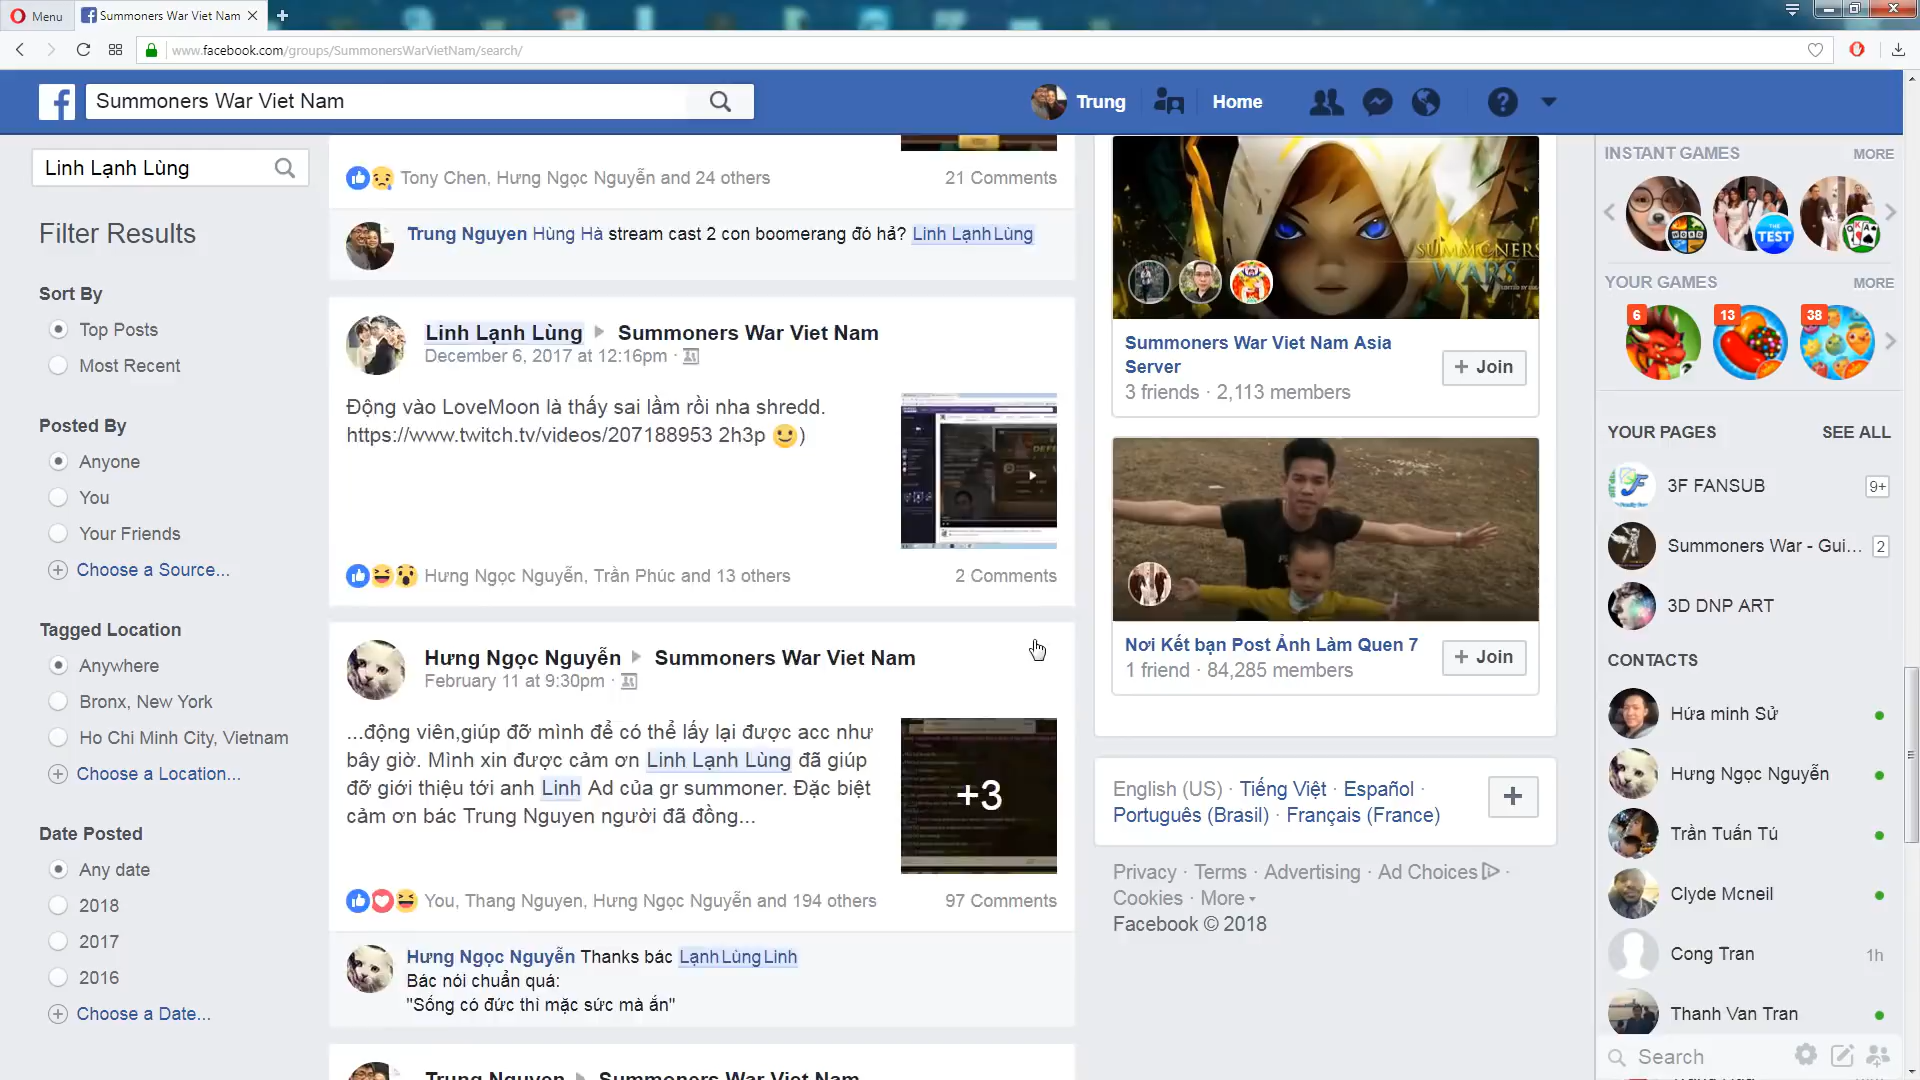 Menu
Summoners War Viet Nam
www.facebook.com/groups/SummonersWarVietNam/search/
Summoners War Viet Nam
Trung
Home
Linh Lạnh Lùng
Filter Results
Sort By
Top Posts
Most Recent
Posted By
Anyone
You
Your Friends
Choose a Source...
Tagged Location
Anywhere
Bronx, New York
Ho Chi Minh City, Vietnam
Choose a Location...
Date Posted
Any date
2018
2017
2016
Choose a Date...
Tony Chen, Hưng Ngọc Nguyễn and 24 others
21 Comments
Trung Nguyen Hùng Hà stream cast 2 con boomerang đó hả? Linh LạnhLùng
Linh Lạnh Lùng Summoners War Viet Nam
December 6, 2017 at 12:16pm ·
Động vào LoveMoon là thấy sai lầm rồi nha shredd.
https://www.twitch.tv/videos/207188953 2h3p 🙂)
Hưng Ngọc Nguyễn, Trần Phúc and 13 others
2 Comments
Hưng Ngọc Nguyễn Summoners War Viet Nam
February 11 at 9:30pm ·
...động viên,giúp đỡ mình để có thể lấy lại được acc như
bây giờ. Mình xin được cảm ơn Linh Lạnh Lùng đã giúp
đỡ giới thiệu tới anh Linh Ad của gr summoner. Đặc biệt
cảm ơn bác Trung Nguyen người đã đồng...
+3
You, Thang Nguyen, Hưng Ngọc Nguyễn and 194 others
97 Comments
Hưng Ngọc Nguyễn Thanks bác LạnhLùngLinh
Bác nói chuẩn quá:
"Sống có đức thì mặc sức mà ắn"
Trung Nguyen Summoners War Viet Nam
SUMMONERS
WARS
Summoners War Viet Nam Asia
Server
3 friends · 2,113 members
+ Join
Nơi Kết bạn Post Ảnh Làm Quen 7
1 friend · 84,285 members
+ Join
English (US) · Tiếng Việt · Español ·
Português (Brasil) · Français (France)
Privacy · Terms · Advertising · Ad Choices ·
Cookies · More
Facebook © 2018
INSTANT GAMES
MORE
THE
TEST
YOUR GAMES
MORE
6
13
38
YOUR PAGES
SEE ALL
3F FANSUB
9+
Summoners War - Gui...
2
3D DNP ART
CONTACTS
Hứa minh Sử
Hưng Ngọc Nguyễn
Trần Tuấn Tú
Clyde Mcneil
Cong Tran
1h
Thanh Van Tran
Search